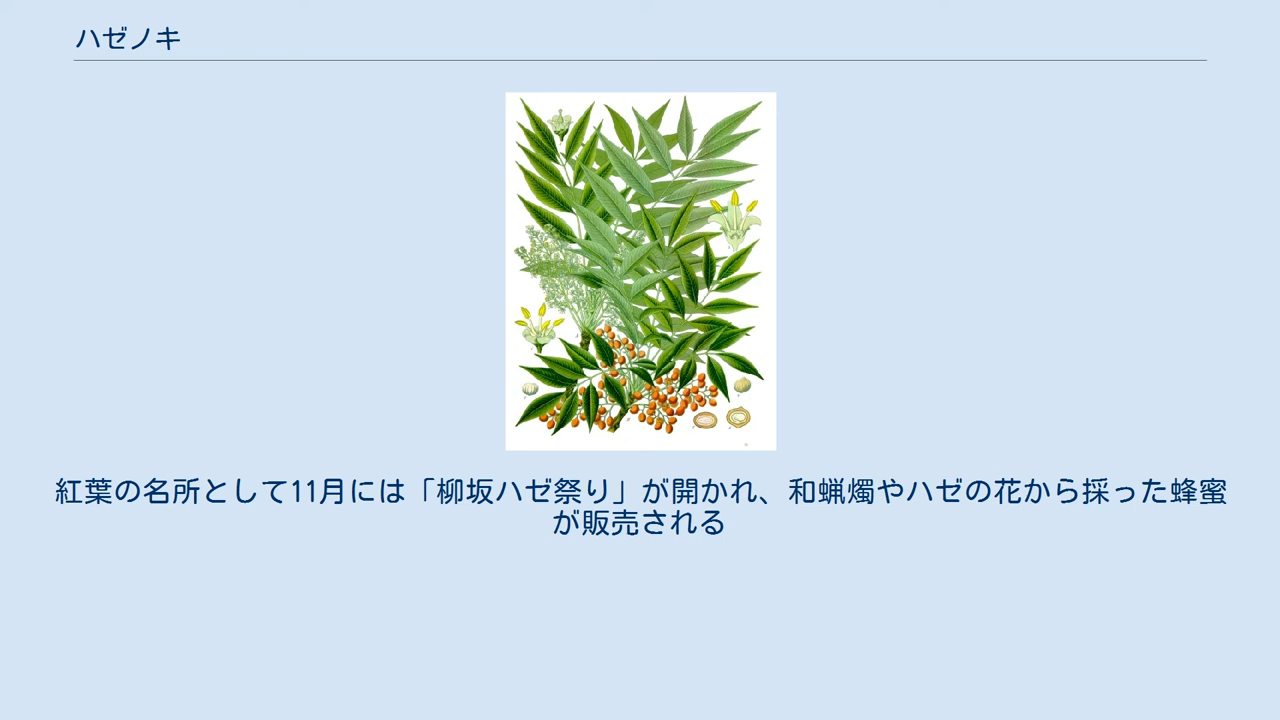 ハゼノキ
紅葉の名所として11月には「柳坂ハゼ祭り」が開かれ、和蝋燭やハゼの花から採った蜂蜜
が販売される